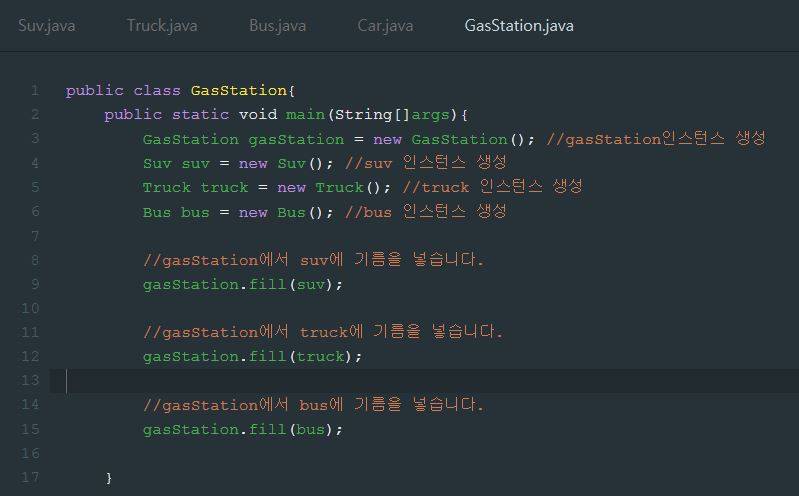 Suv.java Truck.java Bus.java Car.java GasStation.java
1 public class GasStation{
2 public static void main(String[]args){
3 GasStation gasStation = new GasStation(); //gasStation인스턴스 생성
4 Suv suv = new Suv(); //suv 인스턴스 생성
5 Truck truck = new Truck(); //truck 인스턴스 생성
6 Bus bus = new Bus(); //bus 인스턴스 생성
7
8 //gasStation에서 suv에 기름을 넣습니다.
9 gasStation.fill(suv);
10
11 //gasStation에서 truck에 기름을 넣습니다.
12 gasStation.fill(truck);
13
14 //gasStation에서 bus에 기름을 넣습니다.
15 gasStation.fill(bus);
16
17 }